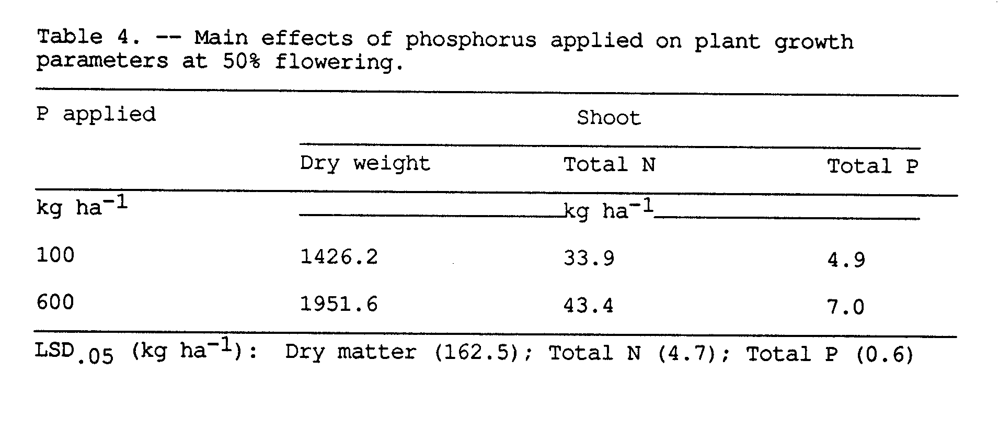 Table 4. -- Main effects of phosphorus applied on plant growth
parameters at 50% flowering.
P applied Shoot
Dry weight Total N Total P
kg ha⁻¹ kg ha⁻¹
100 1426.2 33.9 4.9
600 1951.6 43.4 7.0
LSD.05 (kg ha⁻¹): Dry matter (162.5); Total N (4.7); Total P (0.6)